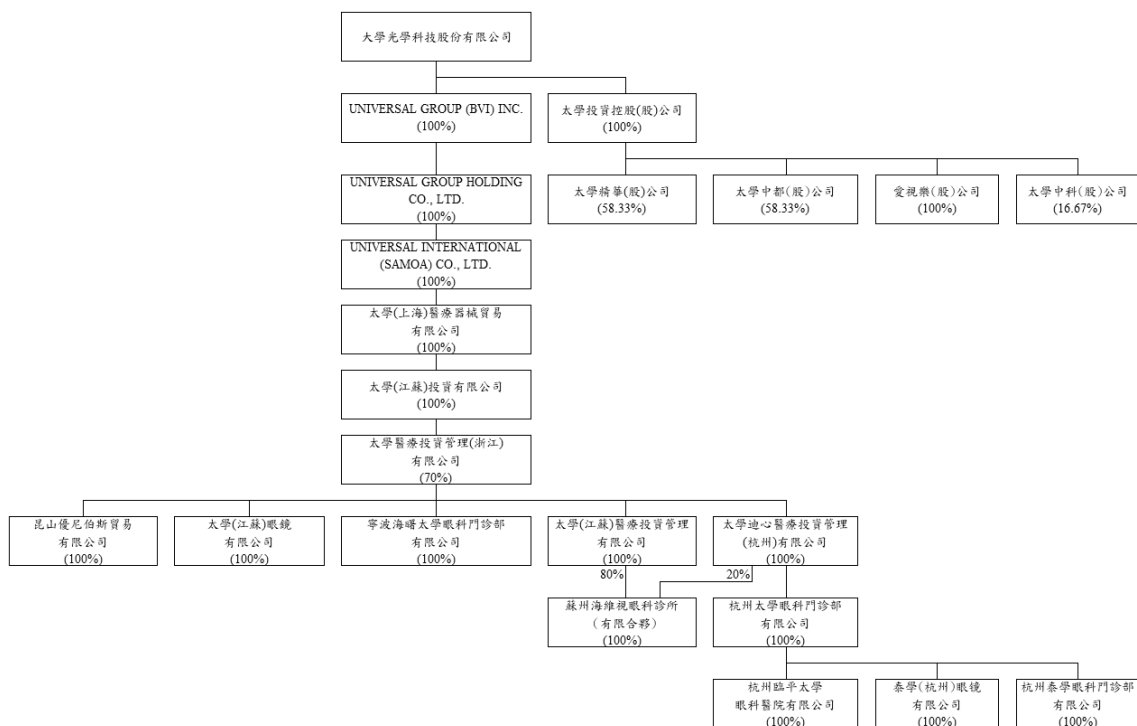 大學光學科技股份有限公司
UNIVERSAL GROUP (BVI) INC.
(100%)
太學投資控股(股)公司
(100%)
UNIVERSAL GROUP HOLDING
CO., LTD.
(100%)
太學精華(股)公司
(58.33%)
太學中都(股)公司
(58.33%)
愛視樂(股)公司
(100%)
太學中科(股)公司
(16.67%)
UNIVERSAL INTERNATIONAL
(SAMOA) CO., LTD.
(100%)
太學(上海)醫療器械貿易
有限公司
(100%)
太學(江蘇)投資有限公司
(100%)
太學醫療投資管理(浙江)
有限公司
(70%)
昆山優尼伯斯貿易
有限公司
(100%)
太學(江蘇)眼鏡
有限公司
(100%)
寧波海曙太學眼科門診部
有限公司
(100%)
太學(江蘇)醫療投資管理
有限公司
(100%)
太學迪心醫療投資管理
(杭州)有限公司
(100%)
80%
20%
蘇州海維視眼科診所
（有限合夥）
(100%)
杭州太學眼科門診部
有限公司
(100%)
杭州臨平太學
眼科醫院有限公司
(100%)
泰學(杭州)眼鏡
有限公司
(100%)
杭州泰學眼科門診部
有限公司
(100%)